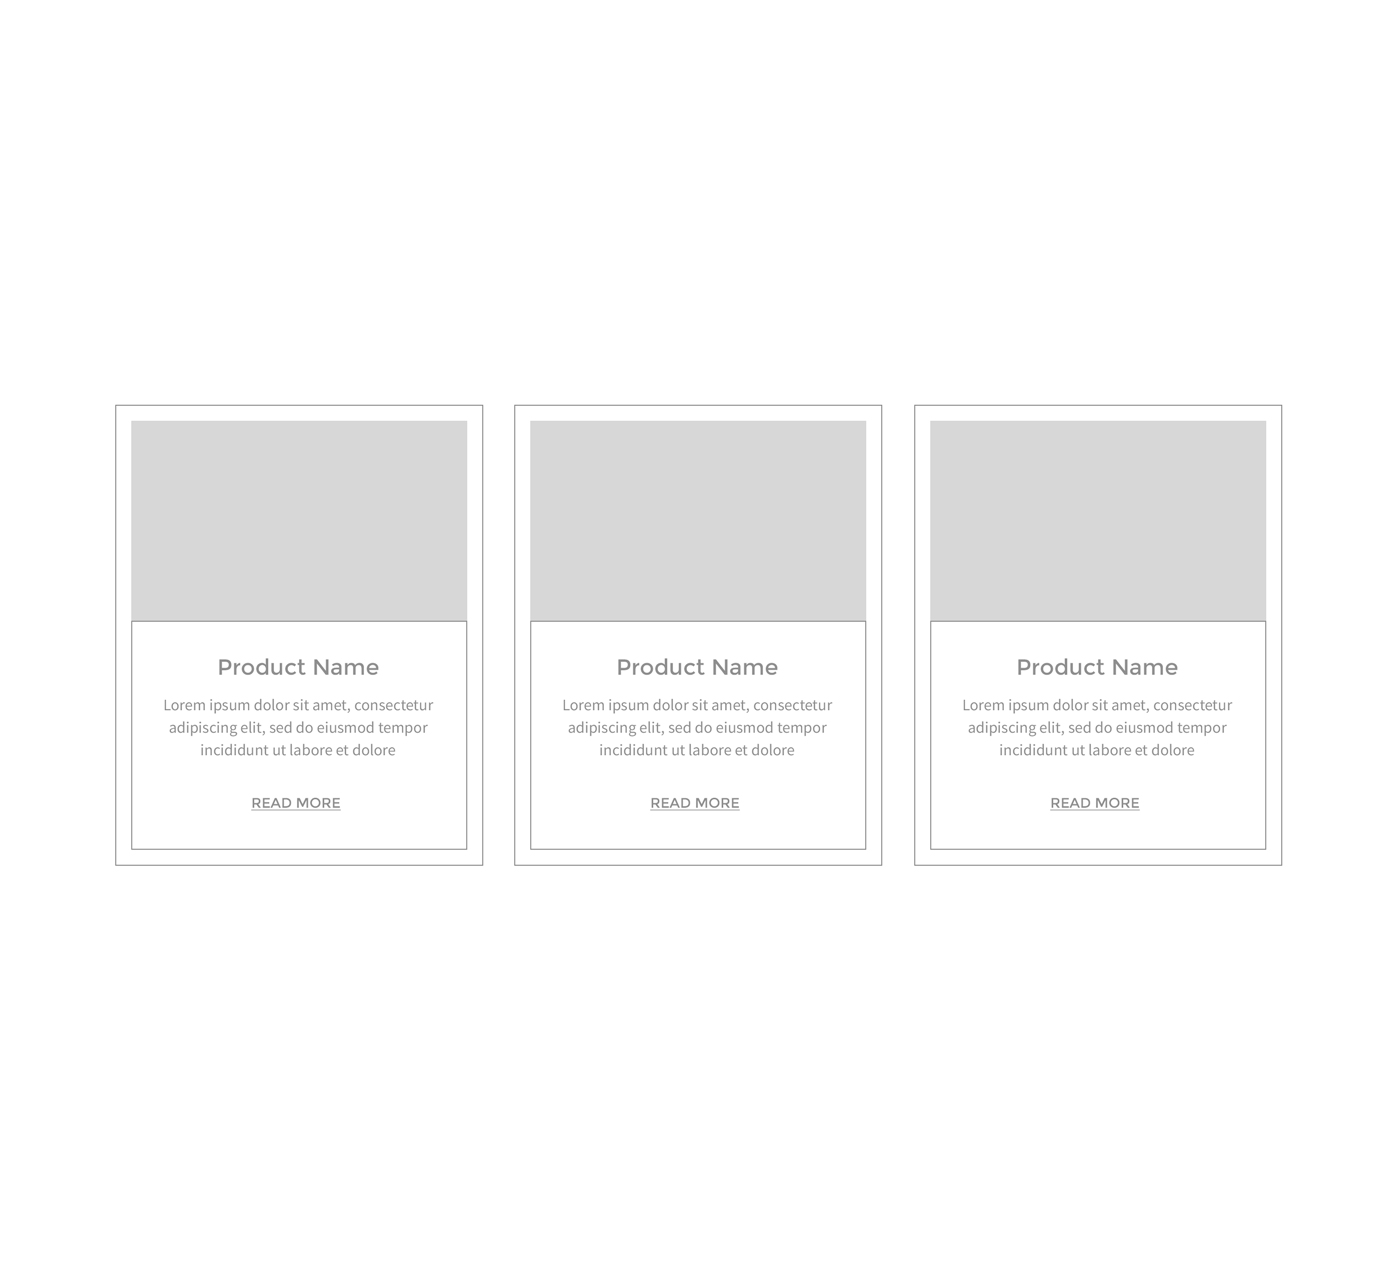 Product Name
Lorem ipsum dolor sit amet, consectetur
adipiscing elit, sed do eiusmod tempor
incididunt ut labore et dolore
READ MORE
Product Name
Lorem ipsum dolor sit amet, consectetur
adipiscing elit, sed do eiusmod tempor
incididunt ut labore et dolore
READ MORE
Product Name
Lorem ipsum dolor sit amet, consectetur
adipiscing elit, sed do eiusmod tempor
incididunt ut labore et dolore
READ MORE